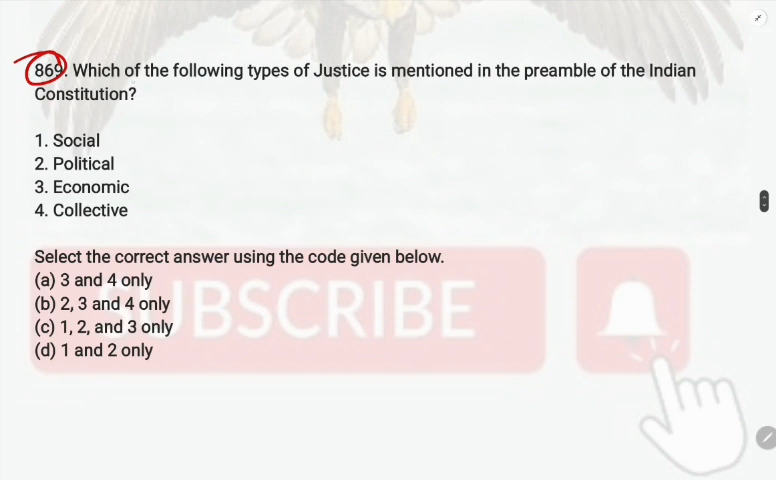 869. Which of the following types of Justice is mentioned in the preamble of the Indian
Constitution?
1. Social
2. Political
3. Economic
4. Collective
Select the correct answer using the code given below.
(a) 3 and 4 only
(b) 2, 3 and 4 only
(c) 1, 2, and 3 only
(d) 1 and 2 only
SUBSCRIBE